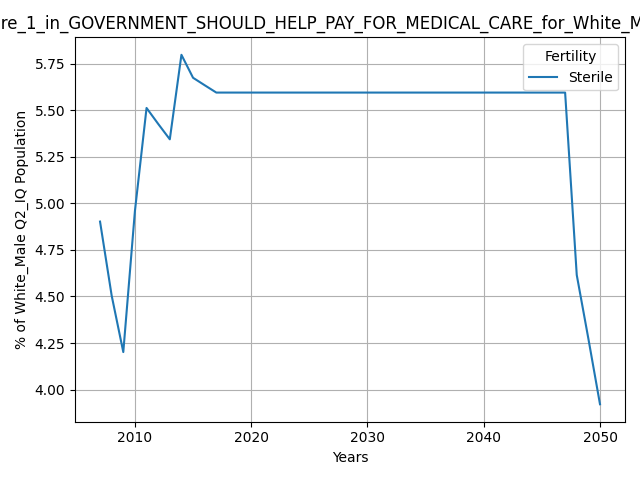 re_1_in_GOVERNMENT_SHOULD_HELP_PAY_FOR_MEDICAL_CARE_for_White_M
Fertility
Sterile
% of White_Male Q2_IQ Population
5.75
5.50
5.25
5.00
4.75
4.50
4.25
4.00
2010 2020 2030 2040 2050
Years